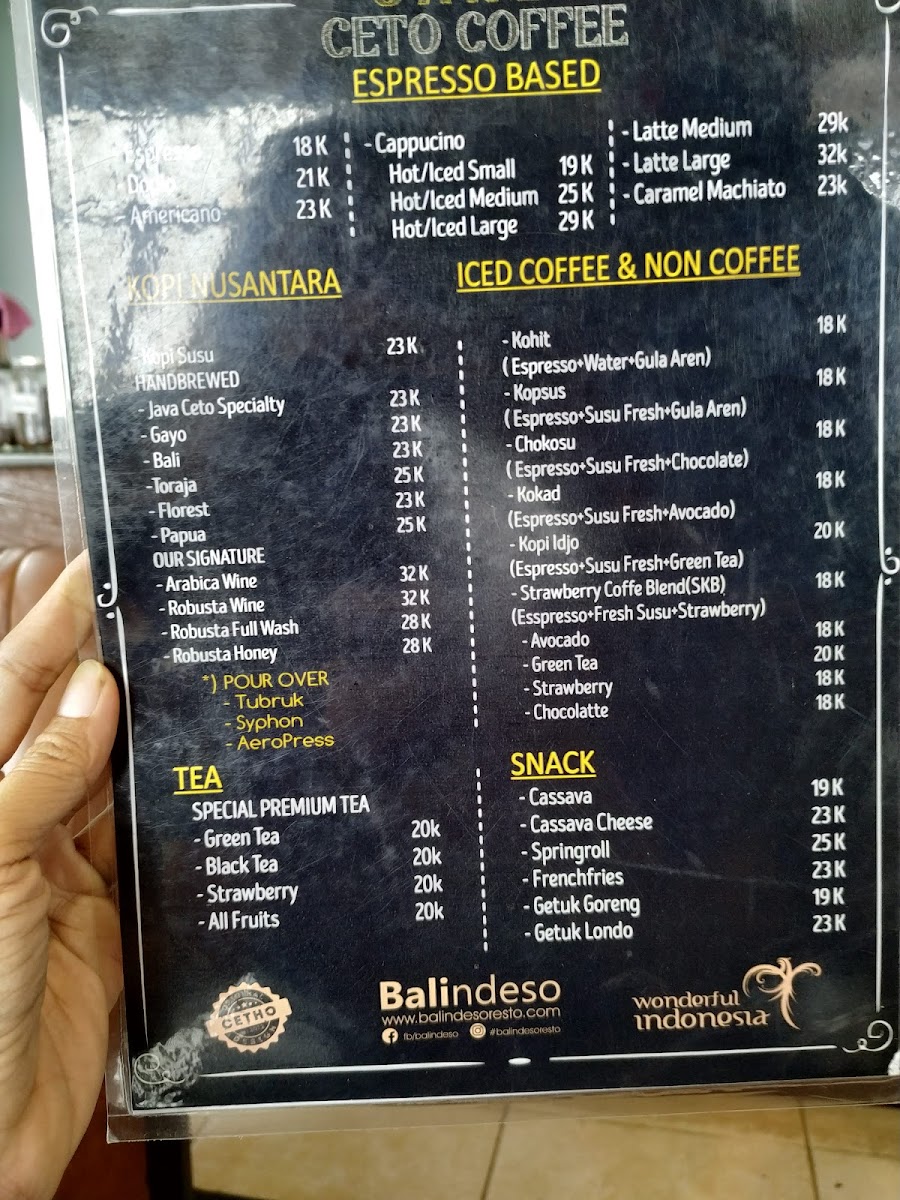 CETO COFFEE
ESPRESSO BASED
Espresso 18 K
Doppio 21 K
- Americano 23 K
- Cappucino
Hot/Iced Small 19 K
Hot/Iced Medium 25 K
Hot/Iced Large 29 K
- Latte Medium 29k
- Latte Large 32k
- Caramel Machiato 23k
KOPI NUSANTARA
- Kopi Susu 23 K
HANDBREWED
- Java Ceto Specialty 23 K
- Gayo 23 K
- Bali 23 K
-Toraja 25 K
- Florest 23 K
- Papua 25 K
OUR SIGNATURE
- Arabica Wine 32 K
- Robusta Wine 32 K
- Robusta Full Wash 28 K
- Robusta Honey 28 K
*) POUR OVER
- Tubruk
- Syphon
- AeroPress
ICED COFFEE & NON COFFEE
- Kohit 18 K
( Espresso+Water+Gula Aren)
- Kopsus 18 K
( Espresso+Susu Fresh+Gula Aren)
- Chokosu 18 K
( Espresso+Susu Fresh+Chocolate)
- Kokad 18 K
(Espresso+Susu Fresh+Avocado)
- Kopi Idjo 20 K
(Espresso+Susu Fresh+Green Tea)
- Strawberry Coffe Blend(SKB) 18 K
(Esspresso+Fresh Susu+Strawberry)
- Avocado 18 K
- Green Tea 20 K
- Strawberry 18 K
- Chocolatte 18 K
TEA
SPECIAL PREMIUM TEA
- Green Tea 20k
- Black Tea 20k
- Strawberry 20k
- All Fruits 20k
SNACK
- Cassava 19 K
- Cassava Cheese 23 K
- Springroll 25 K
- Frenchfries 23 K
- Getuk Goreng 19 K
- Getuk Londo 23 K
CETHO
Balindeso
www.balindesoresto.com
fb/balindeso #balindesoresto
wonderful
indonesia